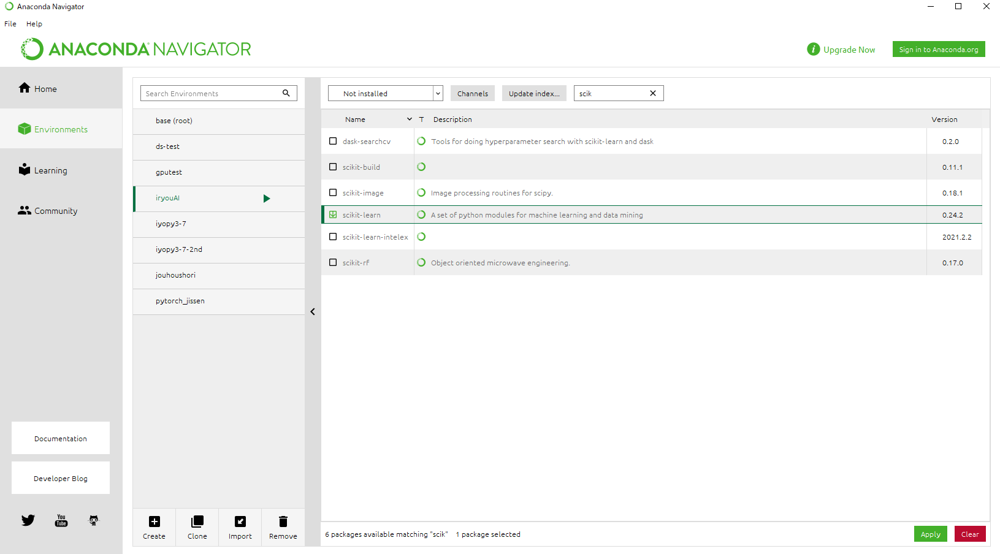 Anaconda Navigator
File Help
ANACONDA NAVIGATOR
Upgrade Now
Sign in to Anaconda.org
Home
Environments
Learning
Community
Documentation
Developer Blog
You Tube
Search Environments
base (root)
ds-test
gputest
iryouAI
iyopy3-7
iyopy3-7-2nd
jouhoushori
pytorch_jissen
Create Clone Import Remove
Not installed Channels Update index... scik
Name T Description Version
dask-searchcv Tools for doing hyperparameter search with scikit-learn and dask 0.2.0
scikit-build 0.11.1
scikit-image Image processing routines for scipy. 0.18.1
scikit-learn A set of python modules for machine learning and data mining 0.24.2
scikit-learn-intelex 2021.2.2
scikit-rf Object oriented microwave engineering. 0.17.0
6 packages available matching "scik" 1 package selected
Apply Clear